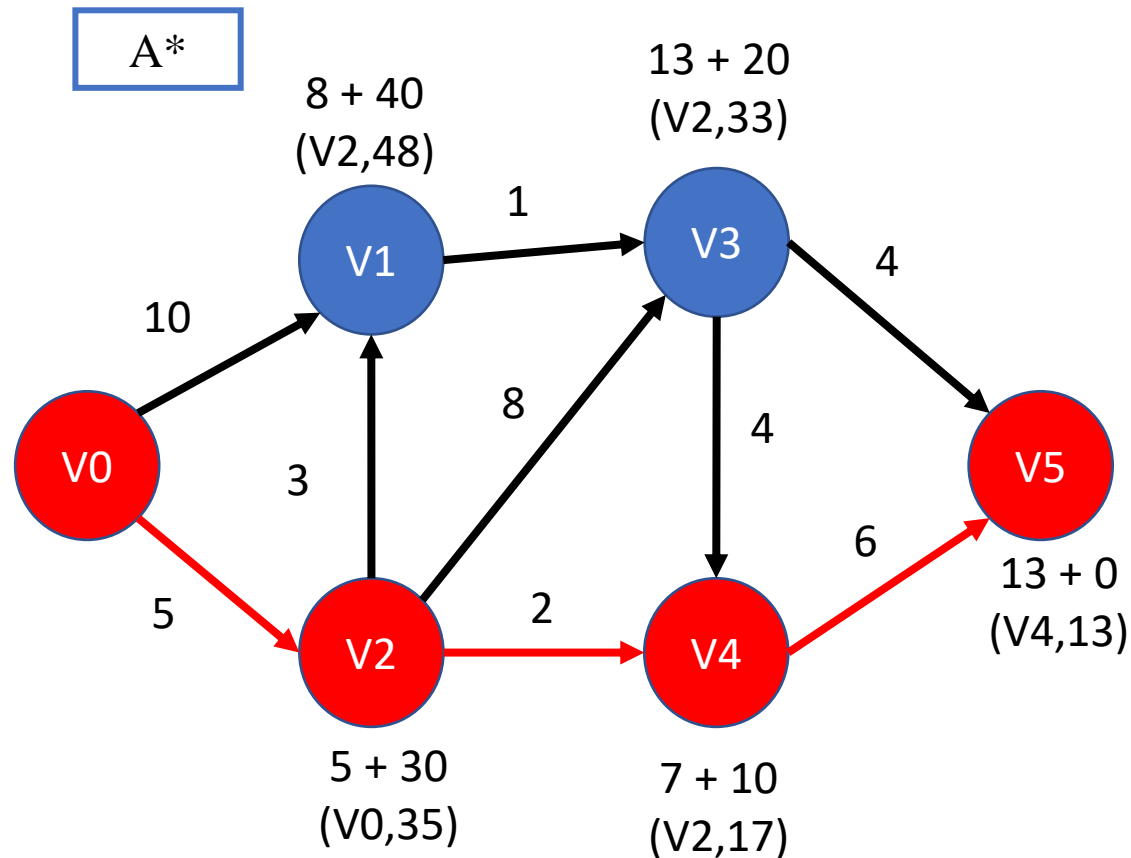 A*
8 + 40
(V2,48)
13 + 20
(V2,33)
1
V1
V3
4
10
8
4
V0
3
V5
6
5
2
13 + 0
(V4,13)
V2
V4
5 + 30
(V0,35)
7 + 10
(V2,17)